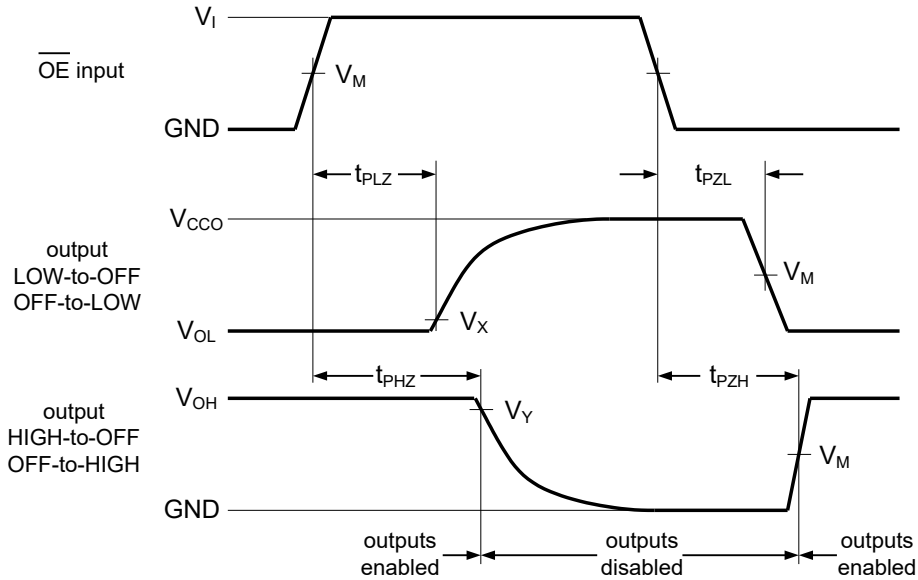 V_I
OE input
V_M
GND
t_PLZ
t_PZL
V_CCO
output
LOW-to-OFF
OFF-to-LOW
V_M
V_X
V_OL
t_PHZ
t_PZH
V_OH
output
HIGH-to-OFF
OFF-to-HIGH
V_Y
V_M
GND
outputs
enabled
outputs
disabled
outputs
enabled